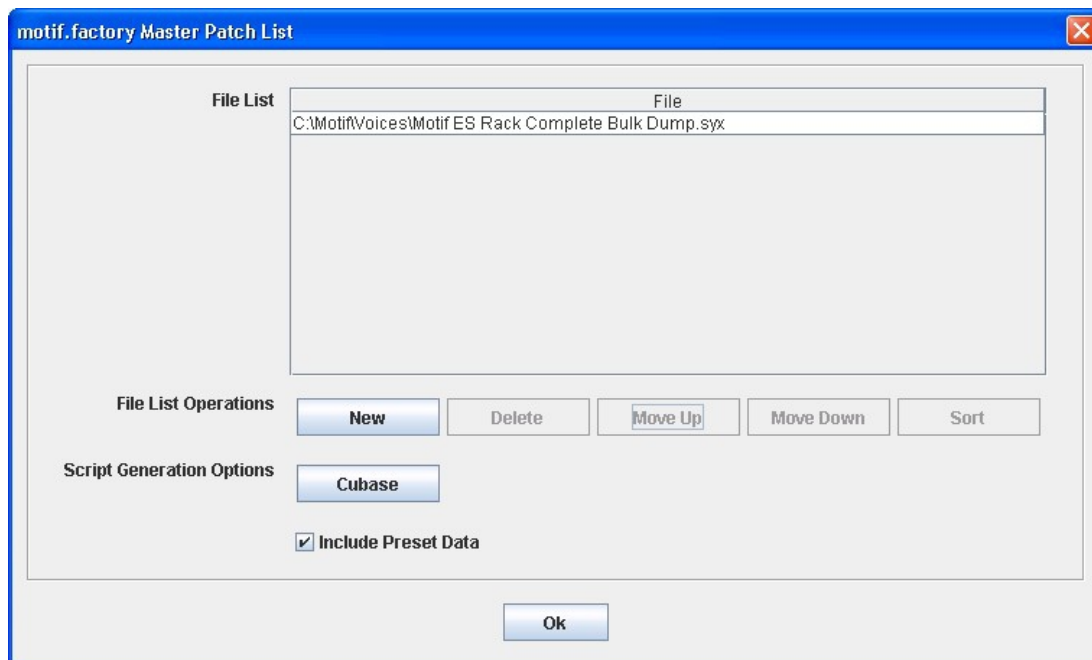 motif.factory Master Patch List
File List
File
C:\Motif\Voices\Motif ES Rack Complete Bulk Dump.syx
File List Operations
New Delete Move Up Move Down Sort
Script Generation Options
Cubase
Include Preset Data
Ok